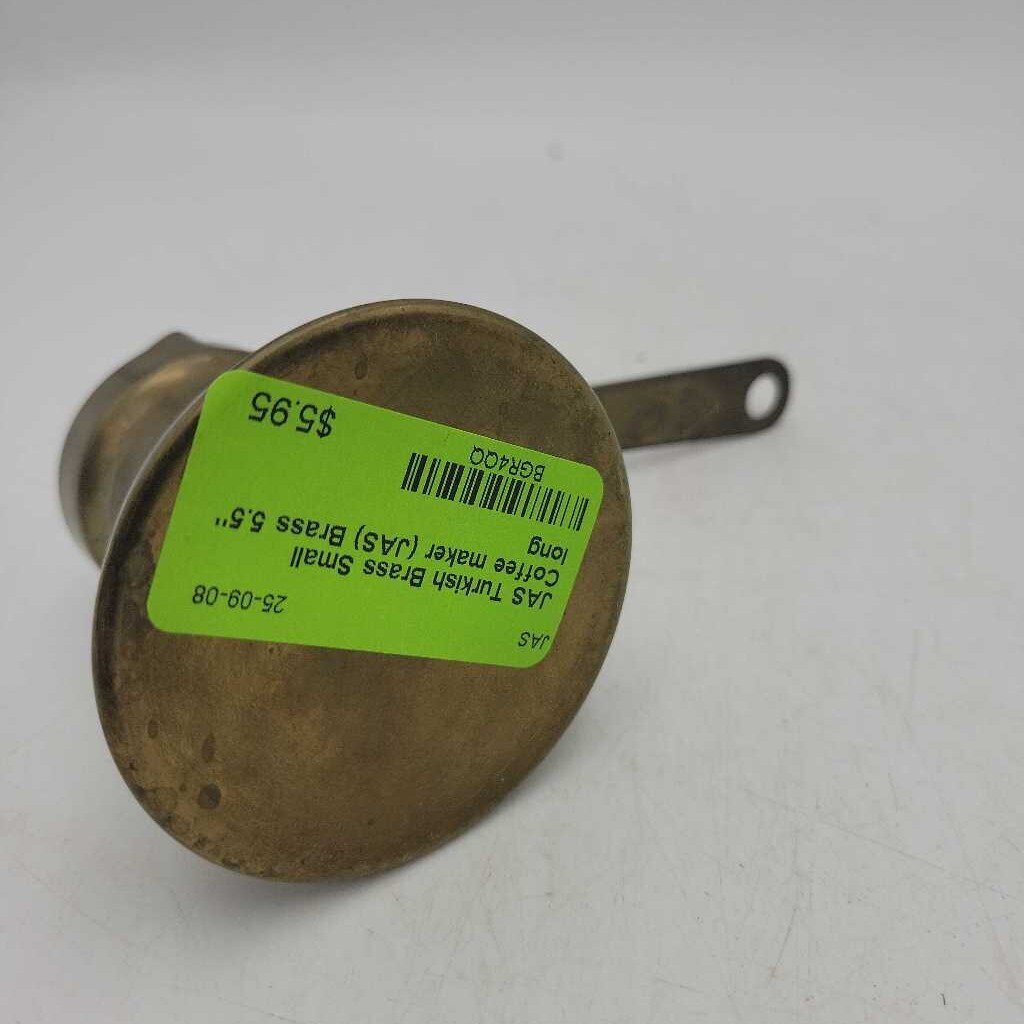 JAS
25-09-08
JAS Turkish Brass Small
Coffee maker (JAS) Brass 5.5"
long
BGR4QQ
$5.95